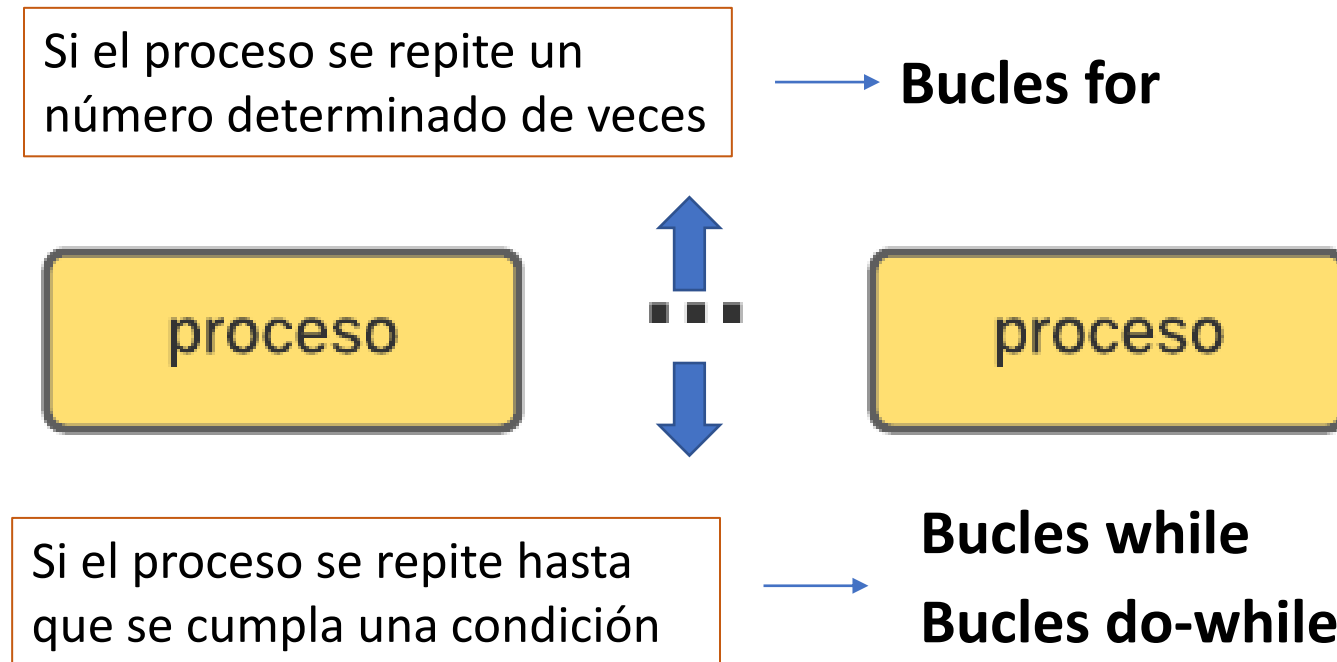 Si el proceso se repite un
número determinado de veces
Bucles for
proceso
...
proceso
Si el proceso se repite hasta
que se cumpla una condición
Bucles while
Bucles do-while